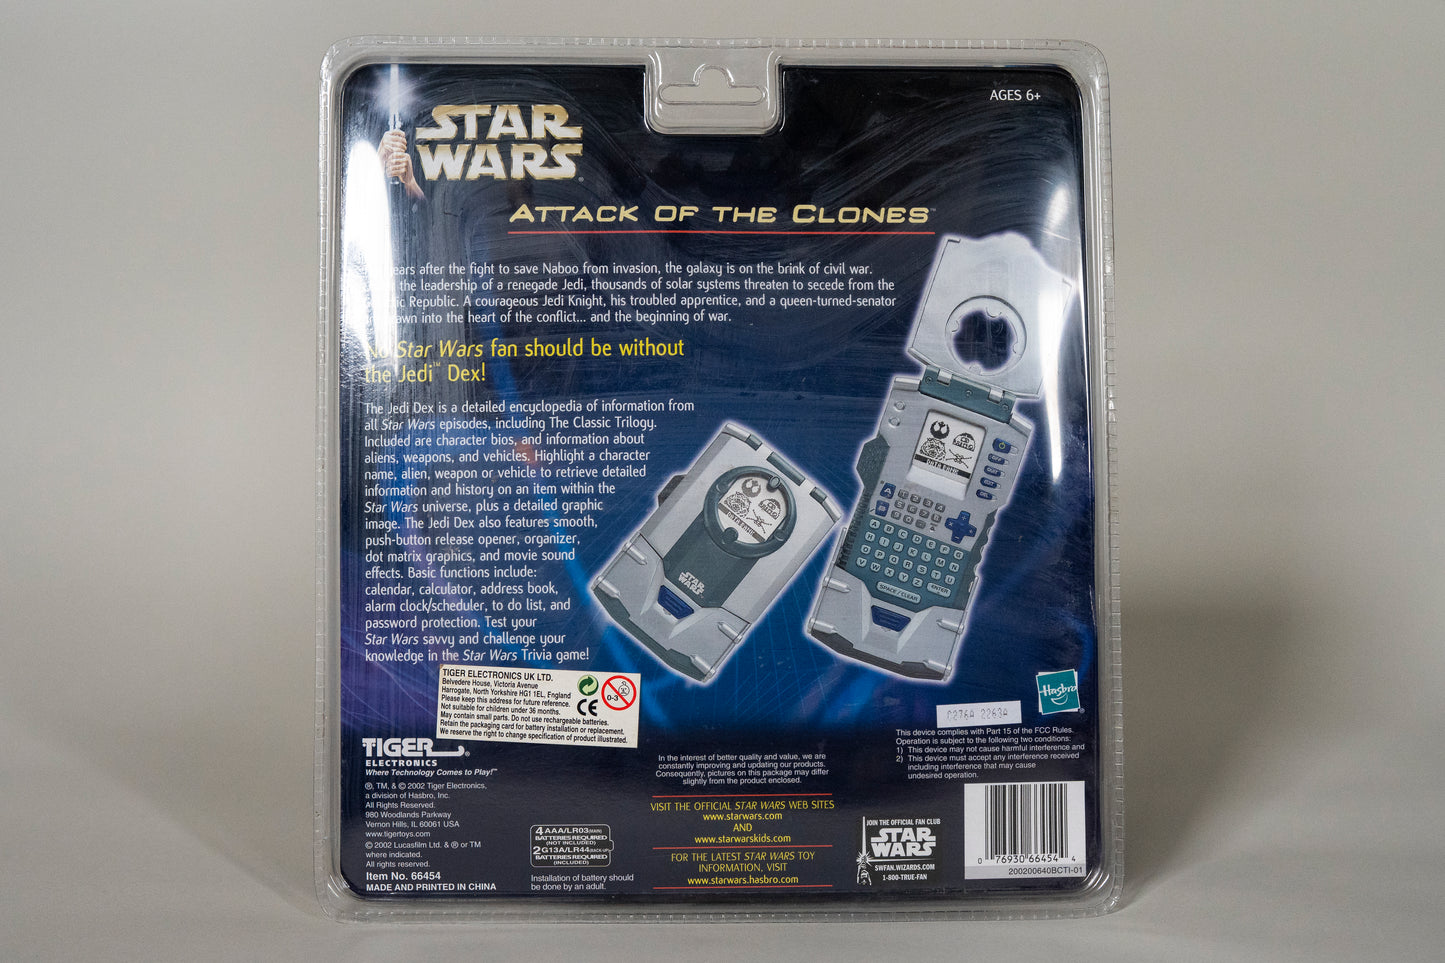 STAR
WARS
AGES 6+
ATTACK OF THE CLONES™
ears after the fight to save Naboo from invasion, the galaxy is on the brink of civil war.
the leadership of a renegade Jedi, thousands of solar systems threaten to secede from the
ic Republic. A courageous Jedi Knight, his troubled apprentice, and a queen-turned-senator
awn into the heart of the conflict... and the beginning of war.
No Star Wars fan should be without
the Jedi™ Dex!
The Jedi Dex is a detailed encyclopedia of information from
all Star Wars episodes, including The Classic Trilogy.
Included are character bios, and information about
aliens, weapons, and vehicles. Highlight a character
name, alien, weapon or vehicle to retrieve detailed
information and history on an item within the
Star Wars universe, plus a detailed graphic
image. The Jedi Dex also features smooth,
push-button release opener, organizer,
dot matrix graphics, and movie sound
effects. Basic functions include:
calendar, calculator, address book,
alarm clock/scheduler, to do list, and
password protection. Test your
Star Wars savvy and challenge your
knowledge in the Star Wars Trivia game!
STAR
WARS
DATA BANK
A B C D E F G
H I J K L M N
O P Q R S T U
V W X Y Z ENTER
SPACE / CLEAR
TIGER ELECTRONICS UK LTD.
Belvedere House, Victoria Avenue
Harrogate, North Yorkshire HG1 1EL, England
Please keep this address for future reference.
Not suitable for children under 36 months.
May contain small parts. Do not use rechargeable batteries.
Retain the packaging card for battery installation or replacement.
We reserve the right to change specification of product illustrated.
0-3
CE
Hasbro®
C276A 2263A
This device complies with Part 15 of the FCC Rules.
Operation is subject to the following two conditions:
1) This device may not cause harmful interference and
2) This device must accept any interference received
including interference that may cause
undesired operation.
TIGER®
ELECTRONICS
Where Technology Comes to Play!™
®, TM, & © 2002 Tiger Electronics,
a division of Hasbro, Inc.
All Rights Reserved.
980 Woodlands Parkway
Vernon Hills, IL 60061 USA
www.tigertoys.com
© 2002 Lucasfilm Ltd. & ® or TM
where indicated.
All rights reserved.
Item No. 66454
MADE AND PRINTED IN CHINA
4 AAA/LR03 (MAIN)
BATTERIES REQUIRED
(NOT INCLUDED)
2 G13A/LR44 (BACK UP)
BATTERIES REQUIRED
(INCLUDED)
Installation of battery should
be done by an adult.
In the interest of better quality and value, we are
constantly improving and updating our products.
Consequently, pictures on this package may differ
slightly from the product enclosed.
VISIT THE OFFICIAL STAR WARS WEB SITES
www.starwars.com
AND
www.starwarskids.com
FOR THE LATEST STAR WARS TOY
INFORMATION, VISIT
www.starwars.hasbro.com
JOIN THE OFFICIAL FAN CLUB
STAR
WARS
SWFAN.WIZARDS.COM
1-800-TRUE-FAN
0 76930 66454 4
200200640BCTI-01